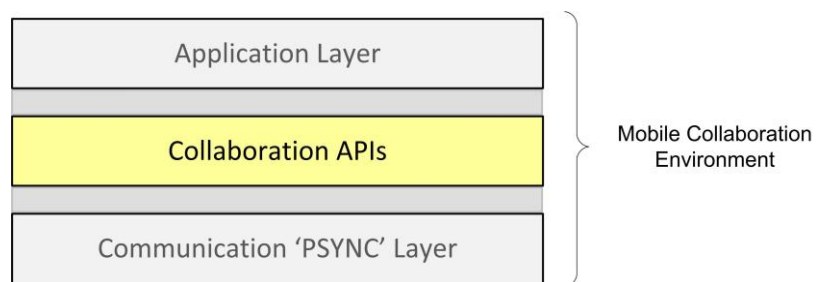 Application Layer
Collaboration APIs
Communication ‘PSYNC’ Layer
Mobile Collaboration
Environment